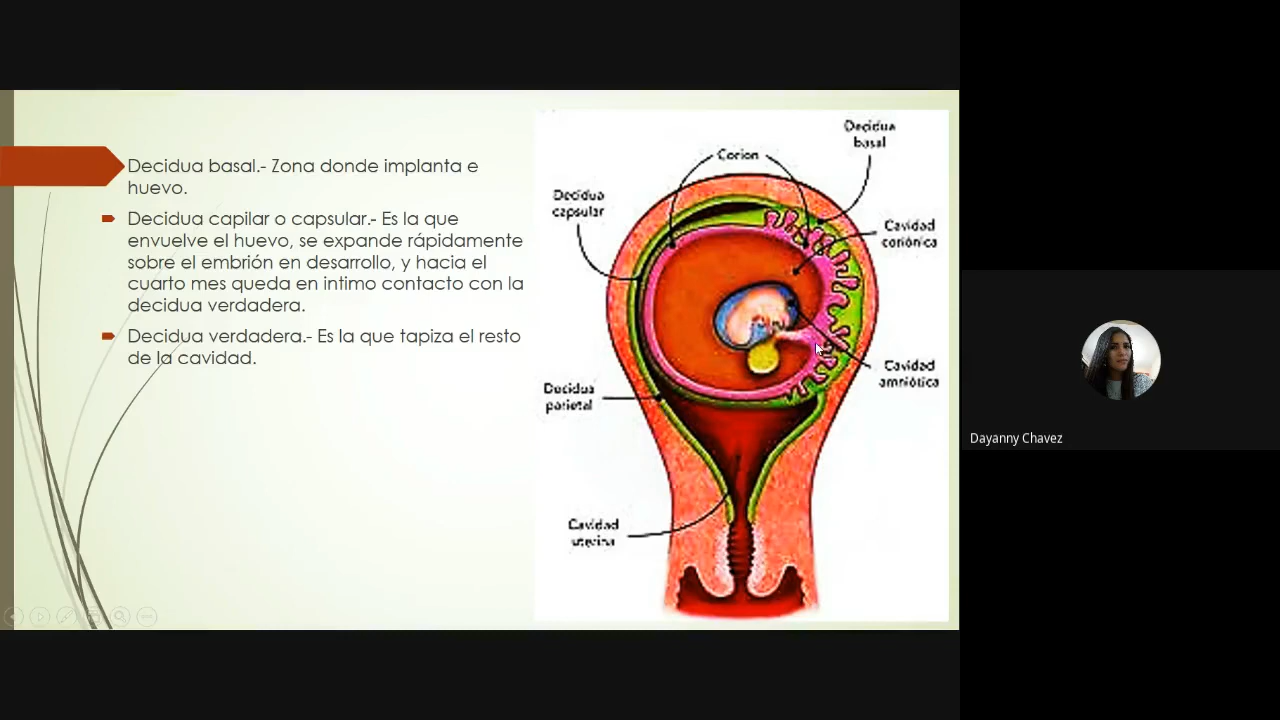 Decidua basal.- Zona donde implanta e
huevo.
Decidua capilar o capsular.- Es la que
envuelve el huevo, se expande rápidamente
sobre el embrión en desarrollo, y hacia el
cuarto mes queda en intimo contacto con la
decidua verdadera.
Decidua verdadera.- Es la que tapiza el resto
de la cavidad.
Decidua
basal
Corion
Decidua
capsular
Cavidad
coriónica
Cavidad
amniótica
Decidua
parietal
Cavidad
uterina
Dayanny Chavez